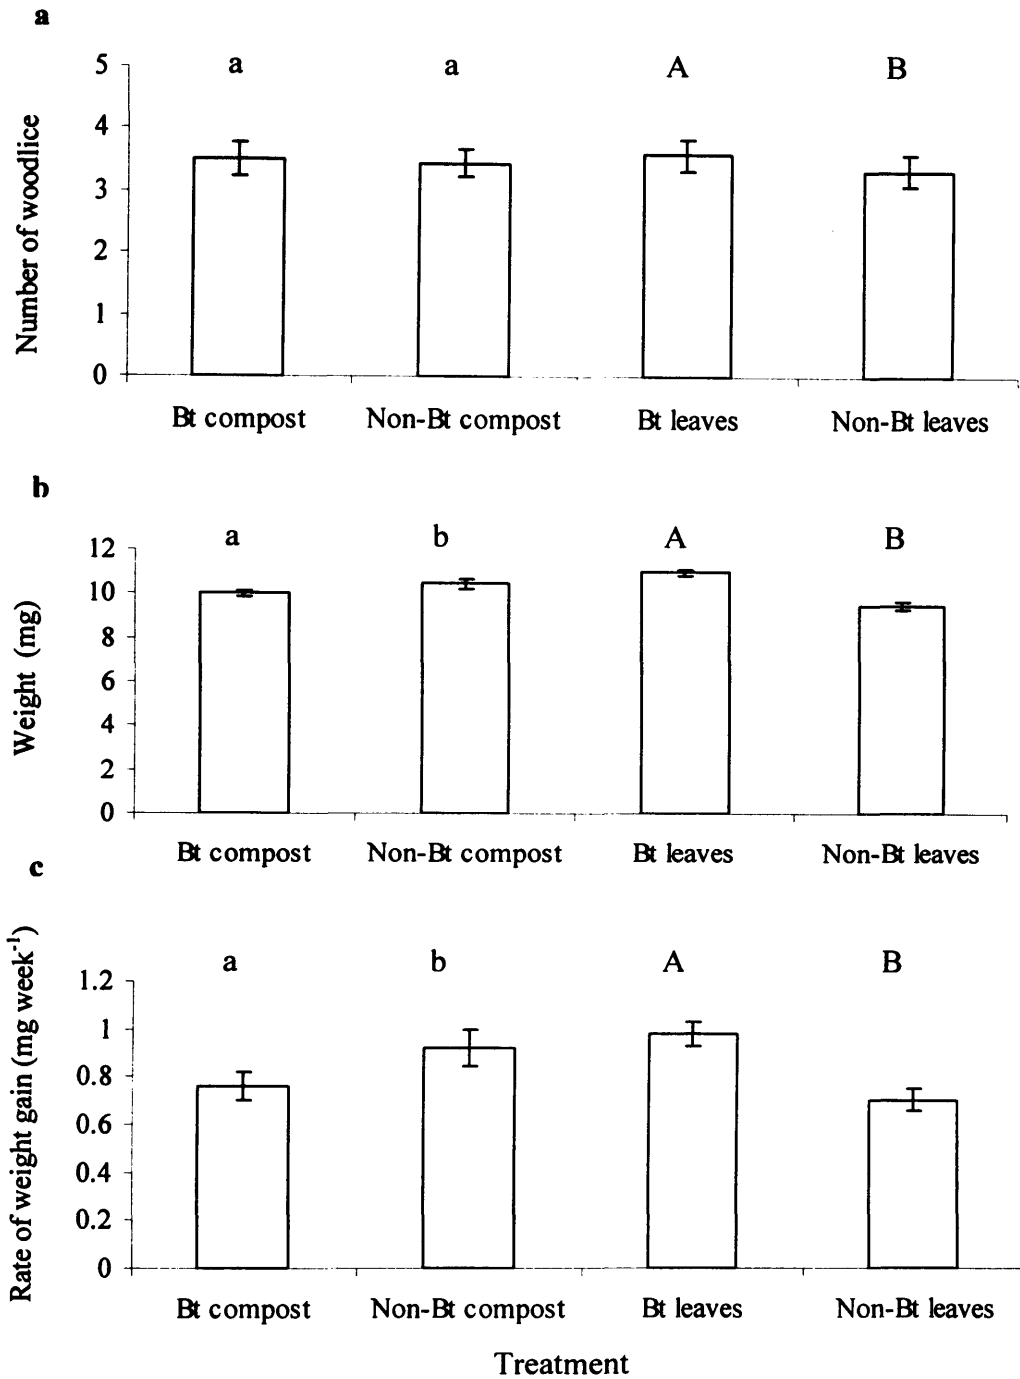 a
5
4
3
2
1
0
Number of woodlice
a a A B
Bt compost Non-Bt compost Bt leaves Non-Bt leaves
b
12
10
8
6
4
2
0
Weight (mg)
a b A B
Bt compost Non-Bt compost Bt leaves Non-Bt leaves
c
1.2
1
0.8
0.6
0.4
0.2
0
Rate of weight gain (mg week⁻¹)
a b A B
Bt compost Non-Bt compost Bt leaves Non-Bt leaves
Treatment